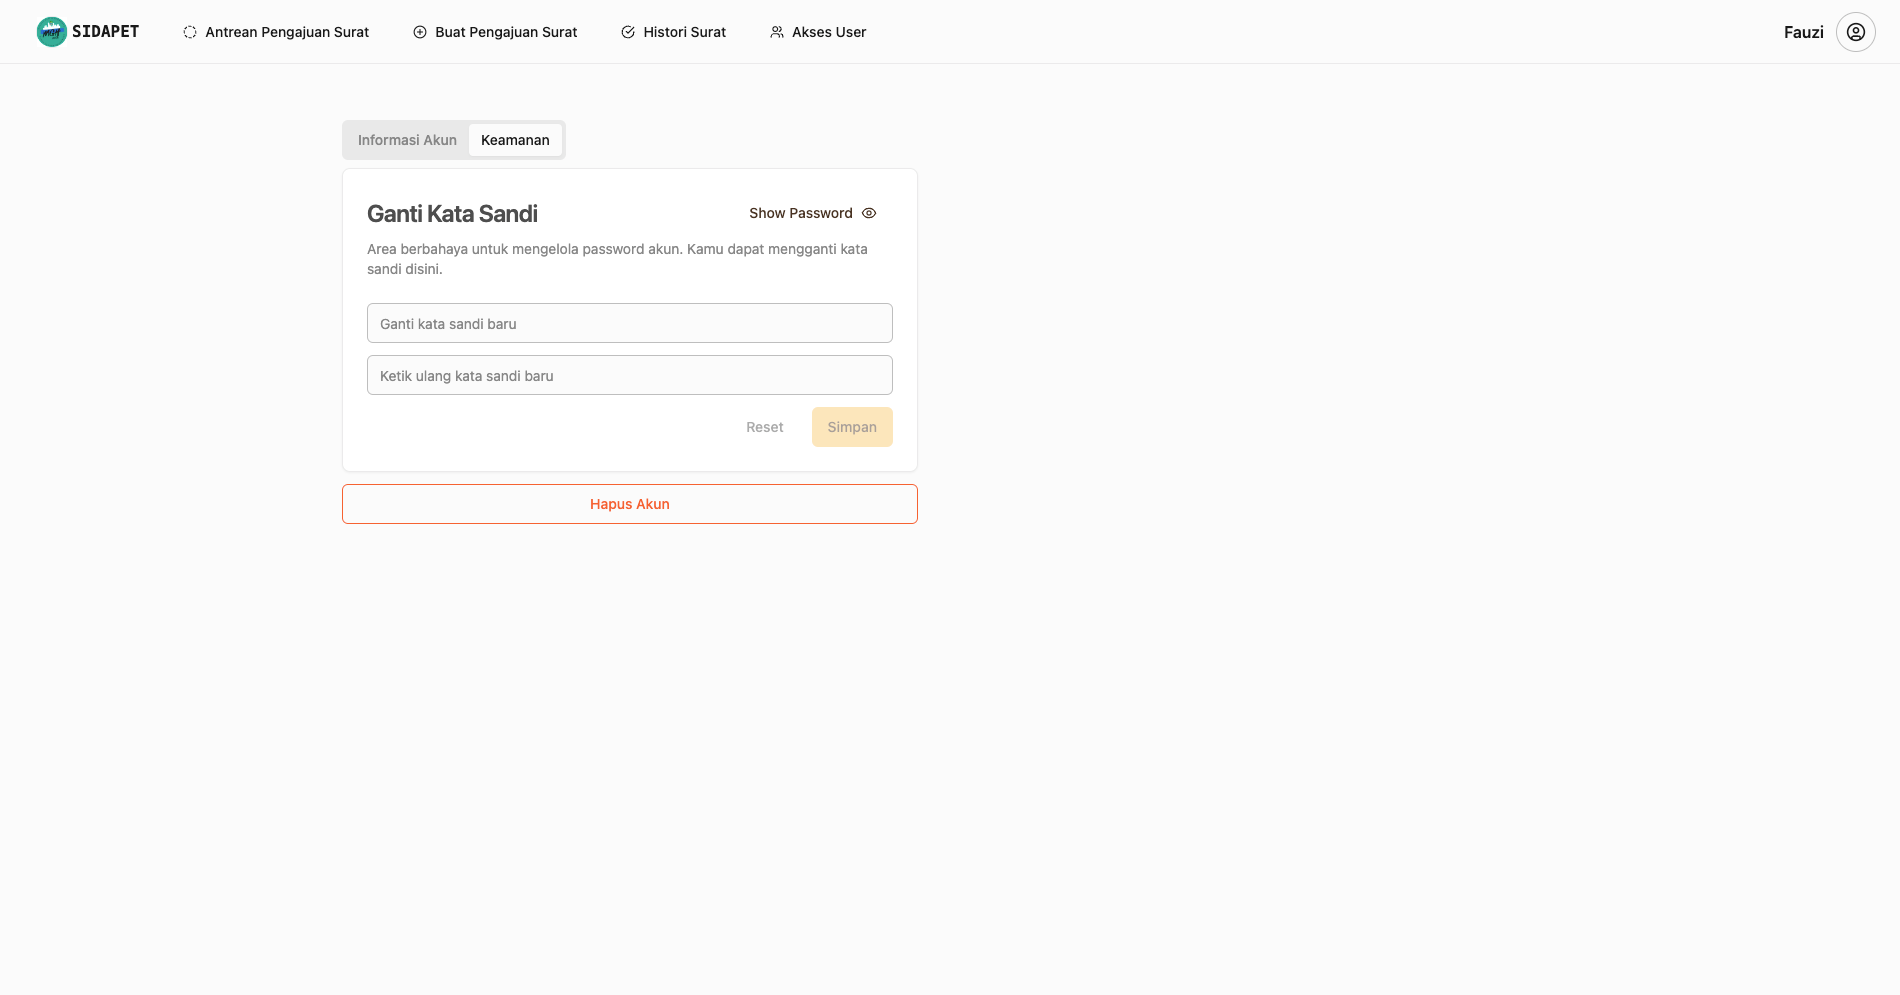 SIDAPET
Antrean Pengajuan Surat
Buat Pengajuan Surat
Histori Surat
Akses User
Fauzi
Informasi Akun
Keamanan
Ganti Kata Sandi
Show Password
Area berbahaya untuk mengelola password akun. Kamu dapat mengganti kata
sandi disini.
Ganti kata sandi baru
Ketik ulang kata sandi baru
Reset
Simpan
Hapus Akun